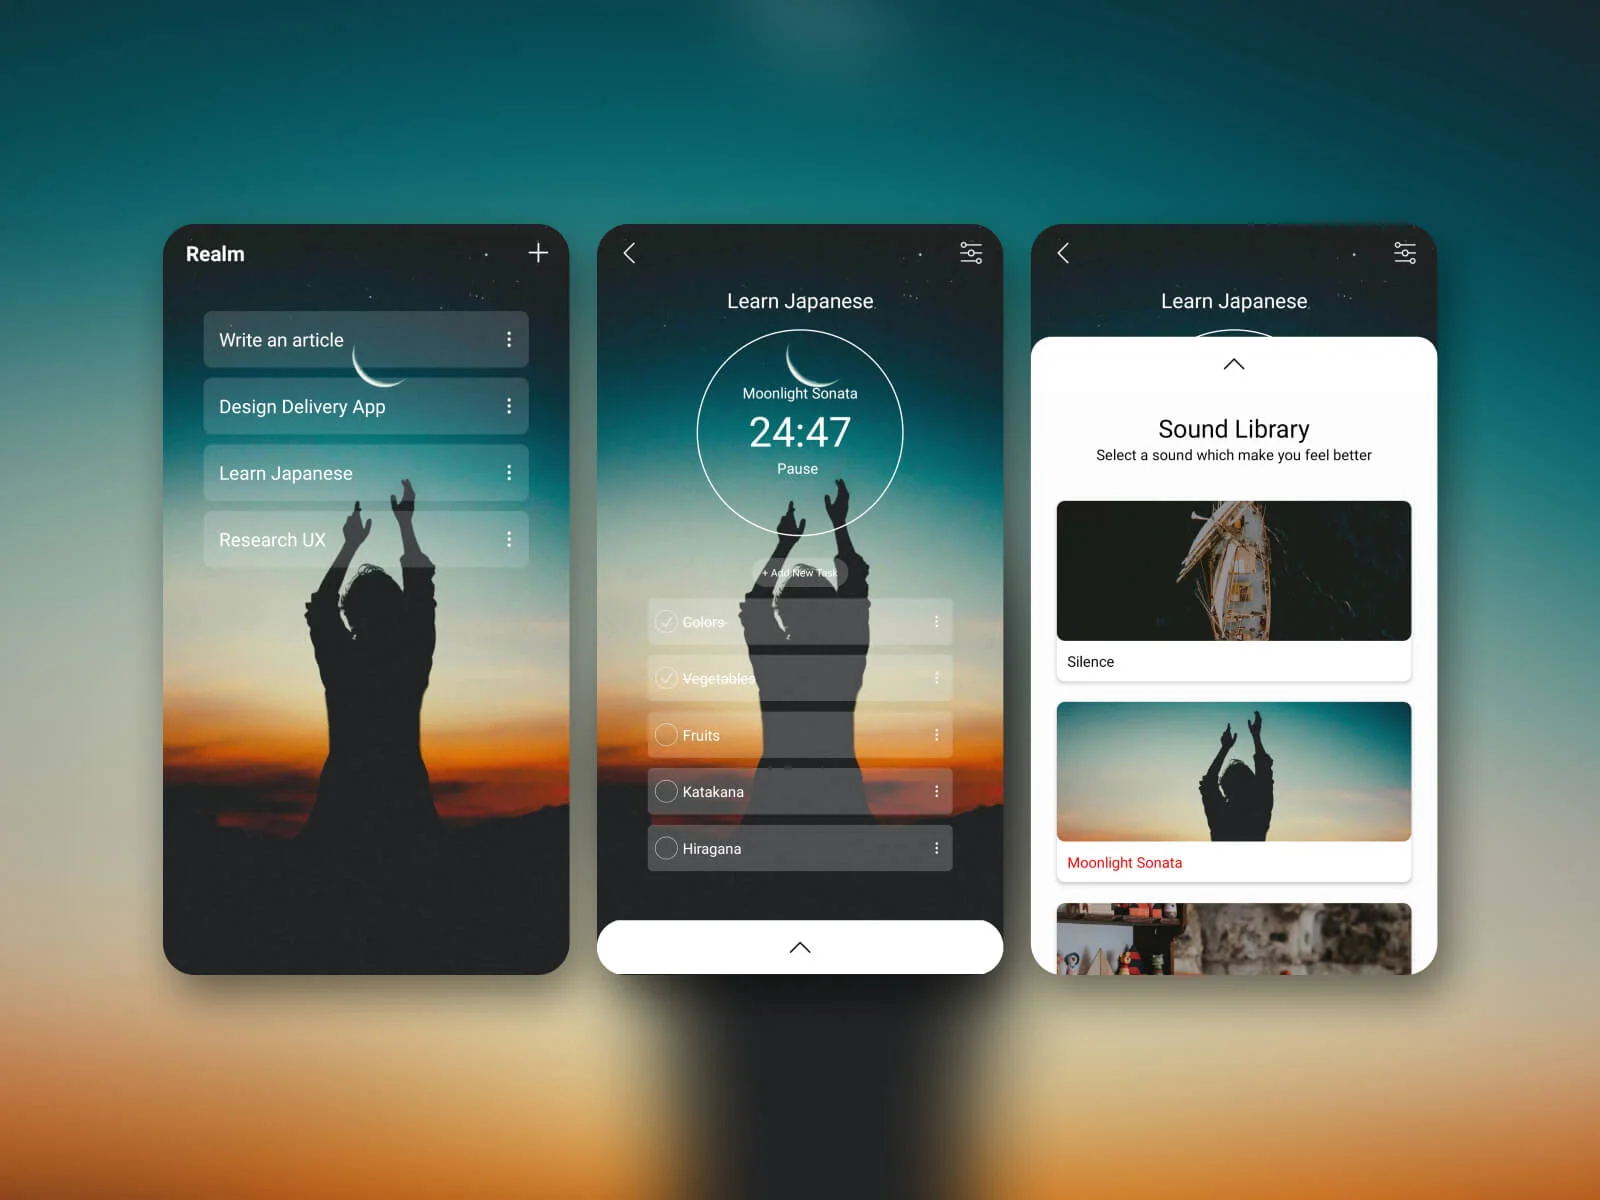 Realm
Write an article
Design Delivery App
Learn Japanese
Research UX
Learn Japanese
Moonlight Sonata
24:47
Pause
+ Add New Task
Colors
Vegetables
Fruits
Katakana
Hiragana
Learn Japanese
Sound Library
Select a sound which make you feel better
Silence
Moonlight Sonata